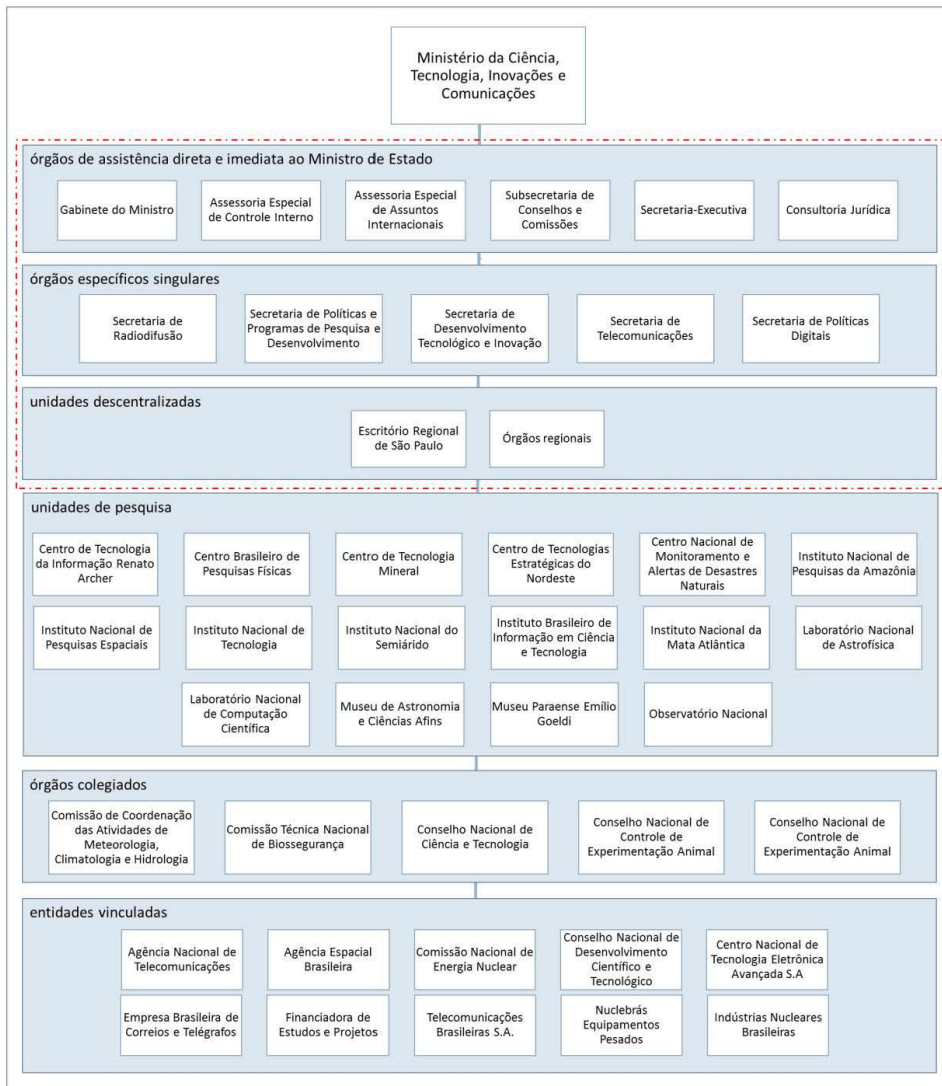 Ministério da Ciência,
Tecnologia, Inovações e
Comunicações
órgãos de assistência direta e imediata ao Ministro de Estado
Gabinete do Ministro
Assessoria Especial
de Controle Interno
Assessoria Especial
de Assuntos
Internacionais
Subsecretaria de
Conselhos e
Comissões
Secretaria-Executiva
Consultoria Jurídica
órgãos específicos singulares
Secretaria de
Radiodifusão
Secretaria de Políticas e
Programas de Pesquisa e
Desenvolvimento
Secretaria de
Desenvolvimento
Tecnológico e Inovação
Secretaria de
Telecomunicações
Secretaria de Políticas
Digitais
unidades descentralizadas
Escritório Regional
de São Paulo
Órgãos regionais
unidades de pesquisa
Centro de Tecnologia
da Informação Renato
Archer
Centro Brasileiro de
Pesquisas Físicas
Centro de Tecnologia
Mineral
Centro de Tecnologias
Estratégicas do
Nordeste
Centro Nacional de
Monitoramento e
Alertas de Desastres
Naturais
Instituto Nacional de
Pesquisas da Amazônia
Instituto Nacional de
Pesquisas Espaciais
Instituto Nacional de
Tecnologia
Instituto Nacional do
Semiárido
Instituto Brasileiro de
Informação em Ciência
e Tecnologia
Instituto Nacional da
Mata Atlântica
Laboratório Nacional
de Astrofísica
Laboratório Nacional
de Computação
Científica
Museu de Astronomia
e Ciências Afins
Museu Paraense Emílio
Goeldi
Observatório Nacional
órgãos colegiados
Comissão de Coordenação
das Atividades de
Meteorologia,
Climatologia e Hidrologia
Comissão Técnica Nacional
de Biossegurança
Conselho Nacional de
Ciência e Tecnologia
Conselho Nacional de
Controle de
Experimentação Animal
Conselho Nacional de
Controle de
Experimentação Animal
entidades vinculadas
Agência Nacional de
Telecomunicações
Agência Espacial
Brasileira
Comissão Nacional de
Energia Nuclear
Conselho Nacional de
Desenvolvimento
Científico e
Tecnológico
Centro Nacional de
Tecnologia Eletrônica
Avançada S.A
Empresa Brasileira de
Correios e Telégrafos
Financiadora de
Estudos e Projetos
Telecomunicações
Brasileiras S.A.
Nuclebrás
Equipamentos
Pesados
Indústrias Nucleares
Brasileiras